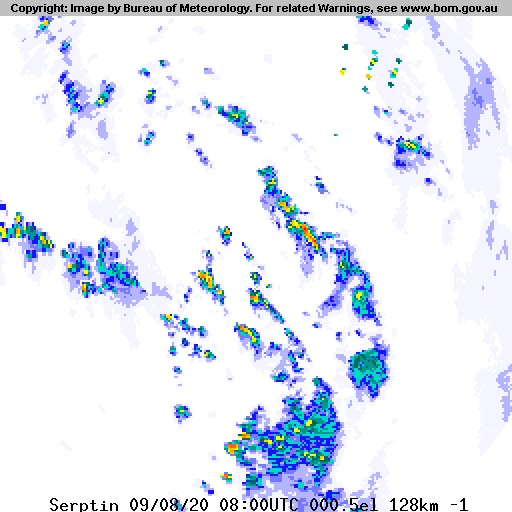 Copyright: Image by Bureau of Meteorology. For related Warnings, see www.bom.gov.au
Serptin 09/08/20 08:00UTC 000.5el 128km -1